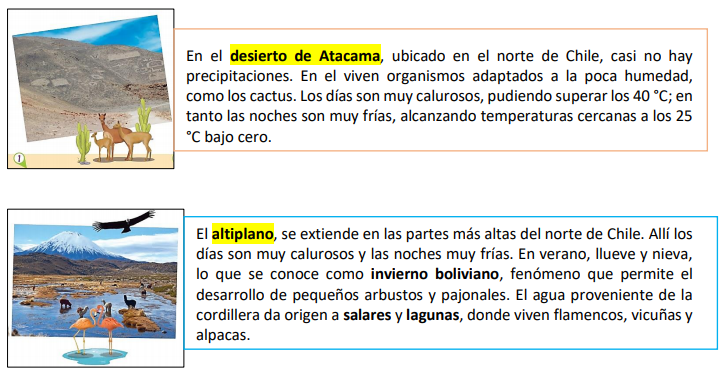 En el desierto de Atacama, ubicado en el norte de Chile, casi no hay
precipitaciones. En el viven organismos adaptados a la poca humedad,
como los cactus. Los días son muy calurosos, pudiendo superar los 40 °C; en
tanto las noches son muy frías, alcanzando temperaturas cercanas a los 25
°C bajo cero.
1
El altiplano, se extiende en las partes más altas del norte de Chile. Allí los
días son muy calurosos y las noches muy frías. En verano, llueve y nieva,
lo que se conoce como invierno boliviano, fenómeno que permite el
desarrollo de pequeños arbustos y pajonales. El agua proveniente de la
cordillera da origen a salares y lagunas, donde viven flamencos, vicuñas y
alpacas.